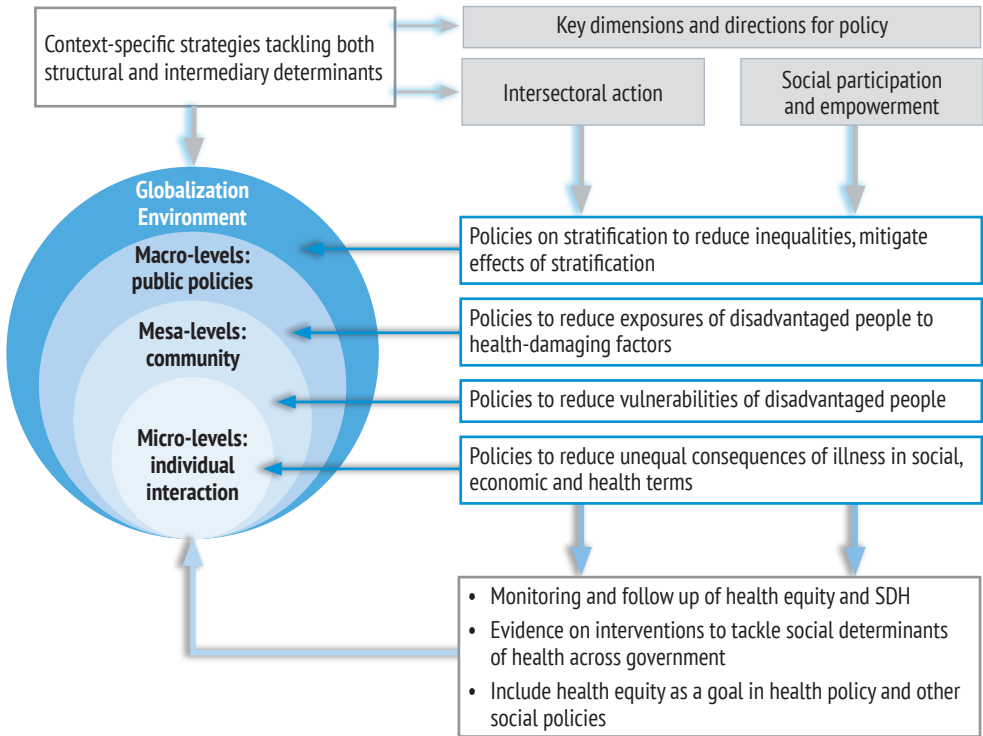 Context-specific strategies tackling both
structural and intermediary determinants
Key dimensions and directions for policy
Intersectoral action
Social participation
and empowerment
Globalization
Environment
Macro-levels:
public policies
Mesa-levels:
community
Micro-levels:
individual
interaction
Policies on stratification to reduce inequalities, mitigate
effects of stratification
Policies to reduce exposures of disadvantaged people to
health-damaging factors
Policies to reduce vulnerabilities of disadvantaged people
Policies to reduce unequal consequences of illness in social,
economic and health terms
• Monitoring and follow up of health equity and SDH
• Evidence on interventions to tackle social determinants
of health across government
• Include health equity as a goal in health policy and other
social policies